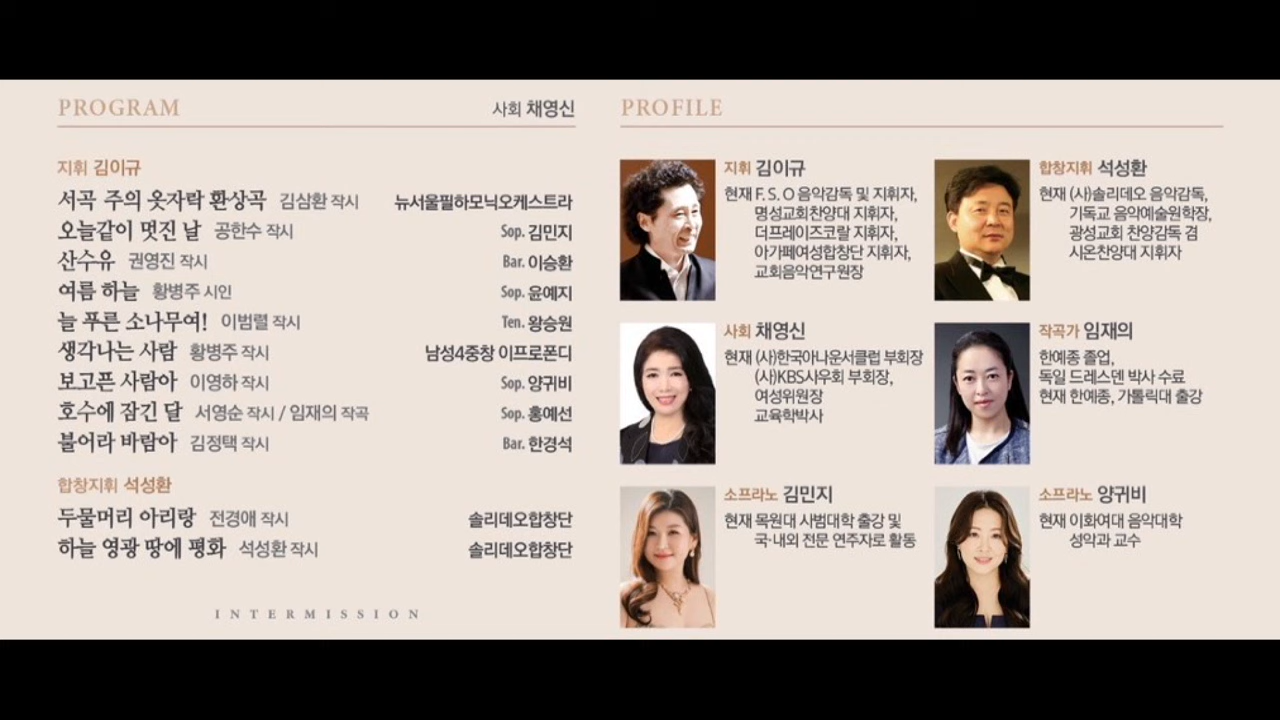 PROGRAM
사회 채영신
지휘 김이규
서곡 주의 옷자락 환상곡 김삼환 작시 뉴서울필하모닉오케스트라
오늘같이 멋진 날 공한수 작시 Sop. 김민지
산수유 권영진 작시 Bar. 이승환
여름 하늘 황병주 시인 Sop. 윤예지
늘 푸른 소나무여! 이범렬 작시 Ten. 왕승원
생각나는 사람 황병주 작시 남성4중창 이프로폰디
보고픈 사람아 이영하 작시 Sop. 양귀비
호수에 잠긴 달 서영순 작시 / 임재의 작곡 Sop. 홍예선
불어라 바람아 김정택 작시 Bar. 한경석
합창지휘 석성환
두물머리 아리랑 전경애 작시 솔리데오합창단
하늘 영광 땅에 평화 석성환 작시 솔리데오합창단
INTERMISSION
PROFILE
지휘 김이규
현재 F. S. O 음악감독 및 지휘자,
명성교회찬양대 지휘자,
더프레이즈코랄 지휘자,
아가페여성합창단 지휘자,
교회음악연구원장
합창지휘 석성환
현재 (사)솔리데오 음악감독,
기독교 음악예술원학장,
광성교회 찬양감독 겸
시온찬양대 지휘자
사회 채영신
현재 (사)한국아나운서클럽 부회장
(사)KBS사우회 부회장,
여성위원장
교육학박사
작곡가 임재의
한예종 졸업,
독일 드레스덴 박사 수료
현재 한예종, 가톨릭대 출강
소프라노 김민지
현재 목원대 사범대학 출강 및
국·내외 전문 연주자로 활동
소프라노 양귀비
현재 이화여대 음악대학
성악과 교수